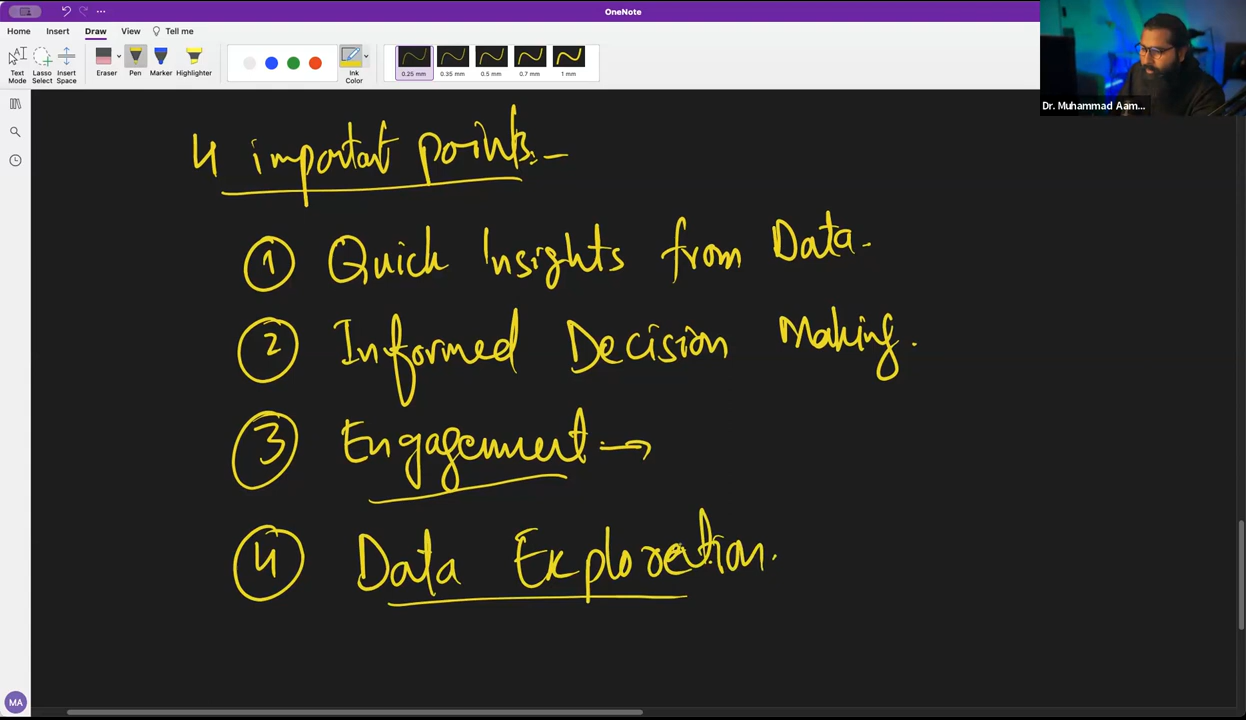 OneNote
Home Insert Draw View Tell me
Text Mode
Lasso Select
Insert Space
Eraser
Pen
Marker
Highlighter
Ink Color
0.25 mm 0.35 mm 0.5 mm 0.7 mm 1 mm
Dr. Muhammad Aam...
4 important points:-
1 Quick Insights from Data.
2 Informed Decision Making.
3 Engagement →
4 Data Exploration.
MA